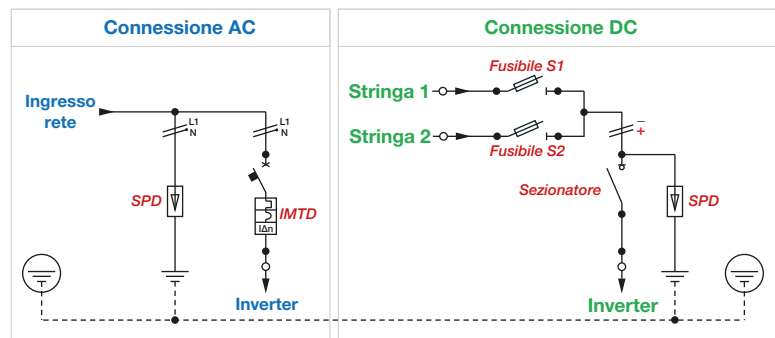 Connessione AC
Connessione DC
Ingresso
rete
L1
N
L1
N
SPD
IMTD
I∆n
Inverter
Stringa 1
Fusibile S1
Stringa 2
Fusibile S2
−
+
Sezionatore
SPD
Inverter